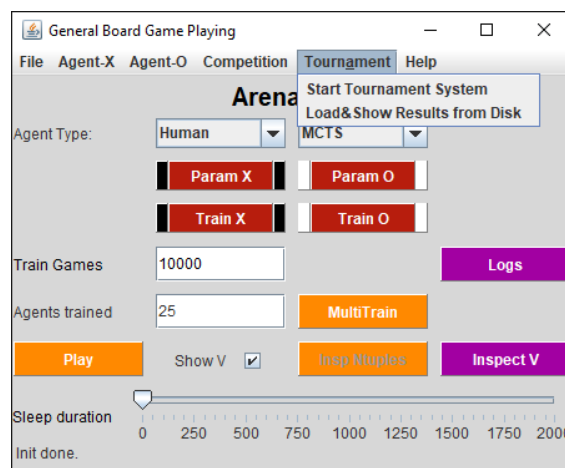 General Board Game Playing
File Agent-X Agent-O Competition Tournament Help
Start Tournament System
Arena
Load&Show Results from Disk
Agent Type: Human MCTS
Param X Param O
Train X Train O
Train Games 10000 Logs
Agents trained 25 MultiTrain
Play Show V Insp Ntuples Inspect V
Sleep duration
0 250 500 750 1000 1250 1500 1750 2000
Init done.